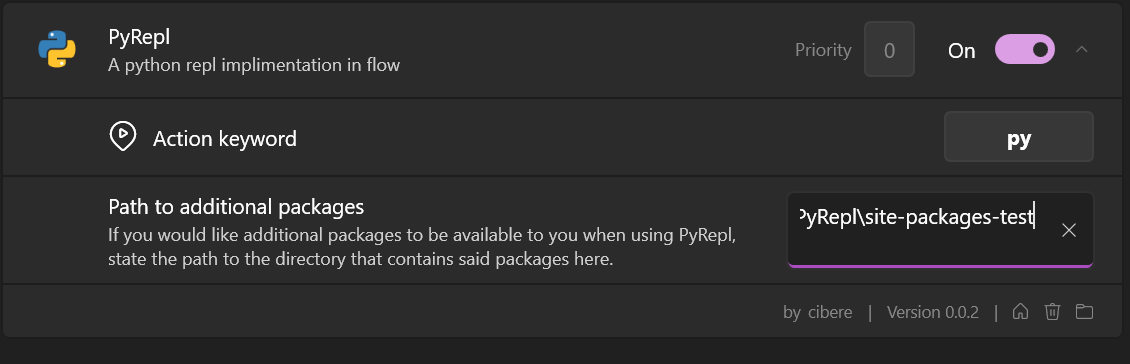 PyRepl
A python repl implimentation in flow
Priority 0 On
Action keyword
py
Path to additional packages
If you would like additional packages to be available to you when using PyRepl,
state the path to the directory that contains said packages here.
PyRepl\site-packages-test
by cibere | Version 0.0.2 |